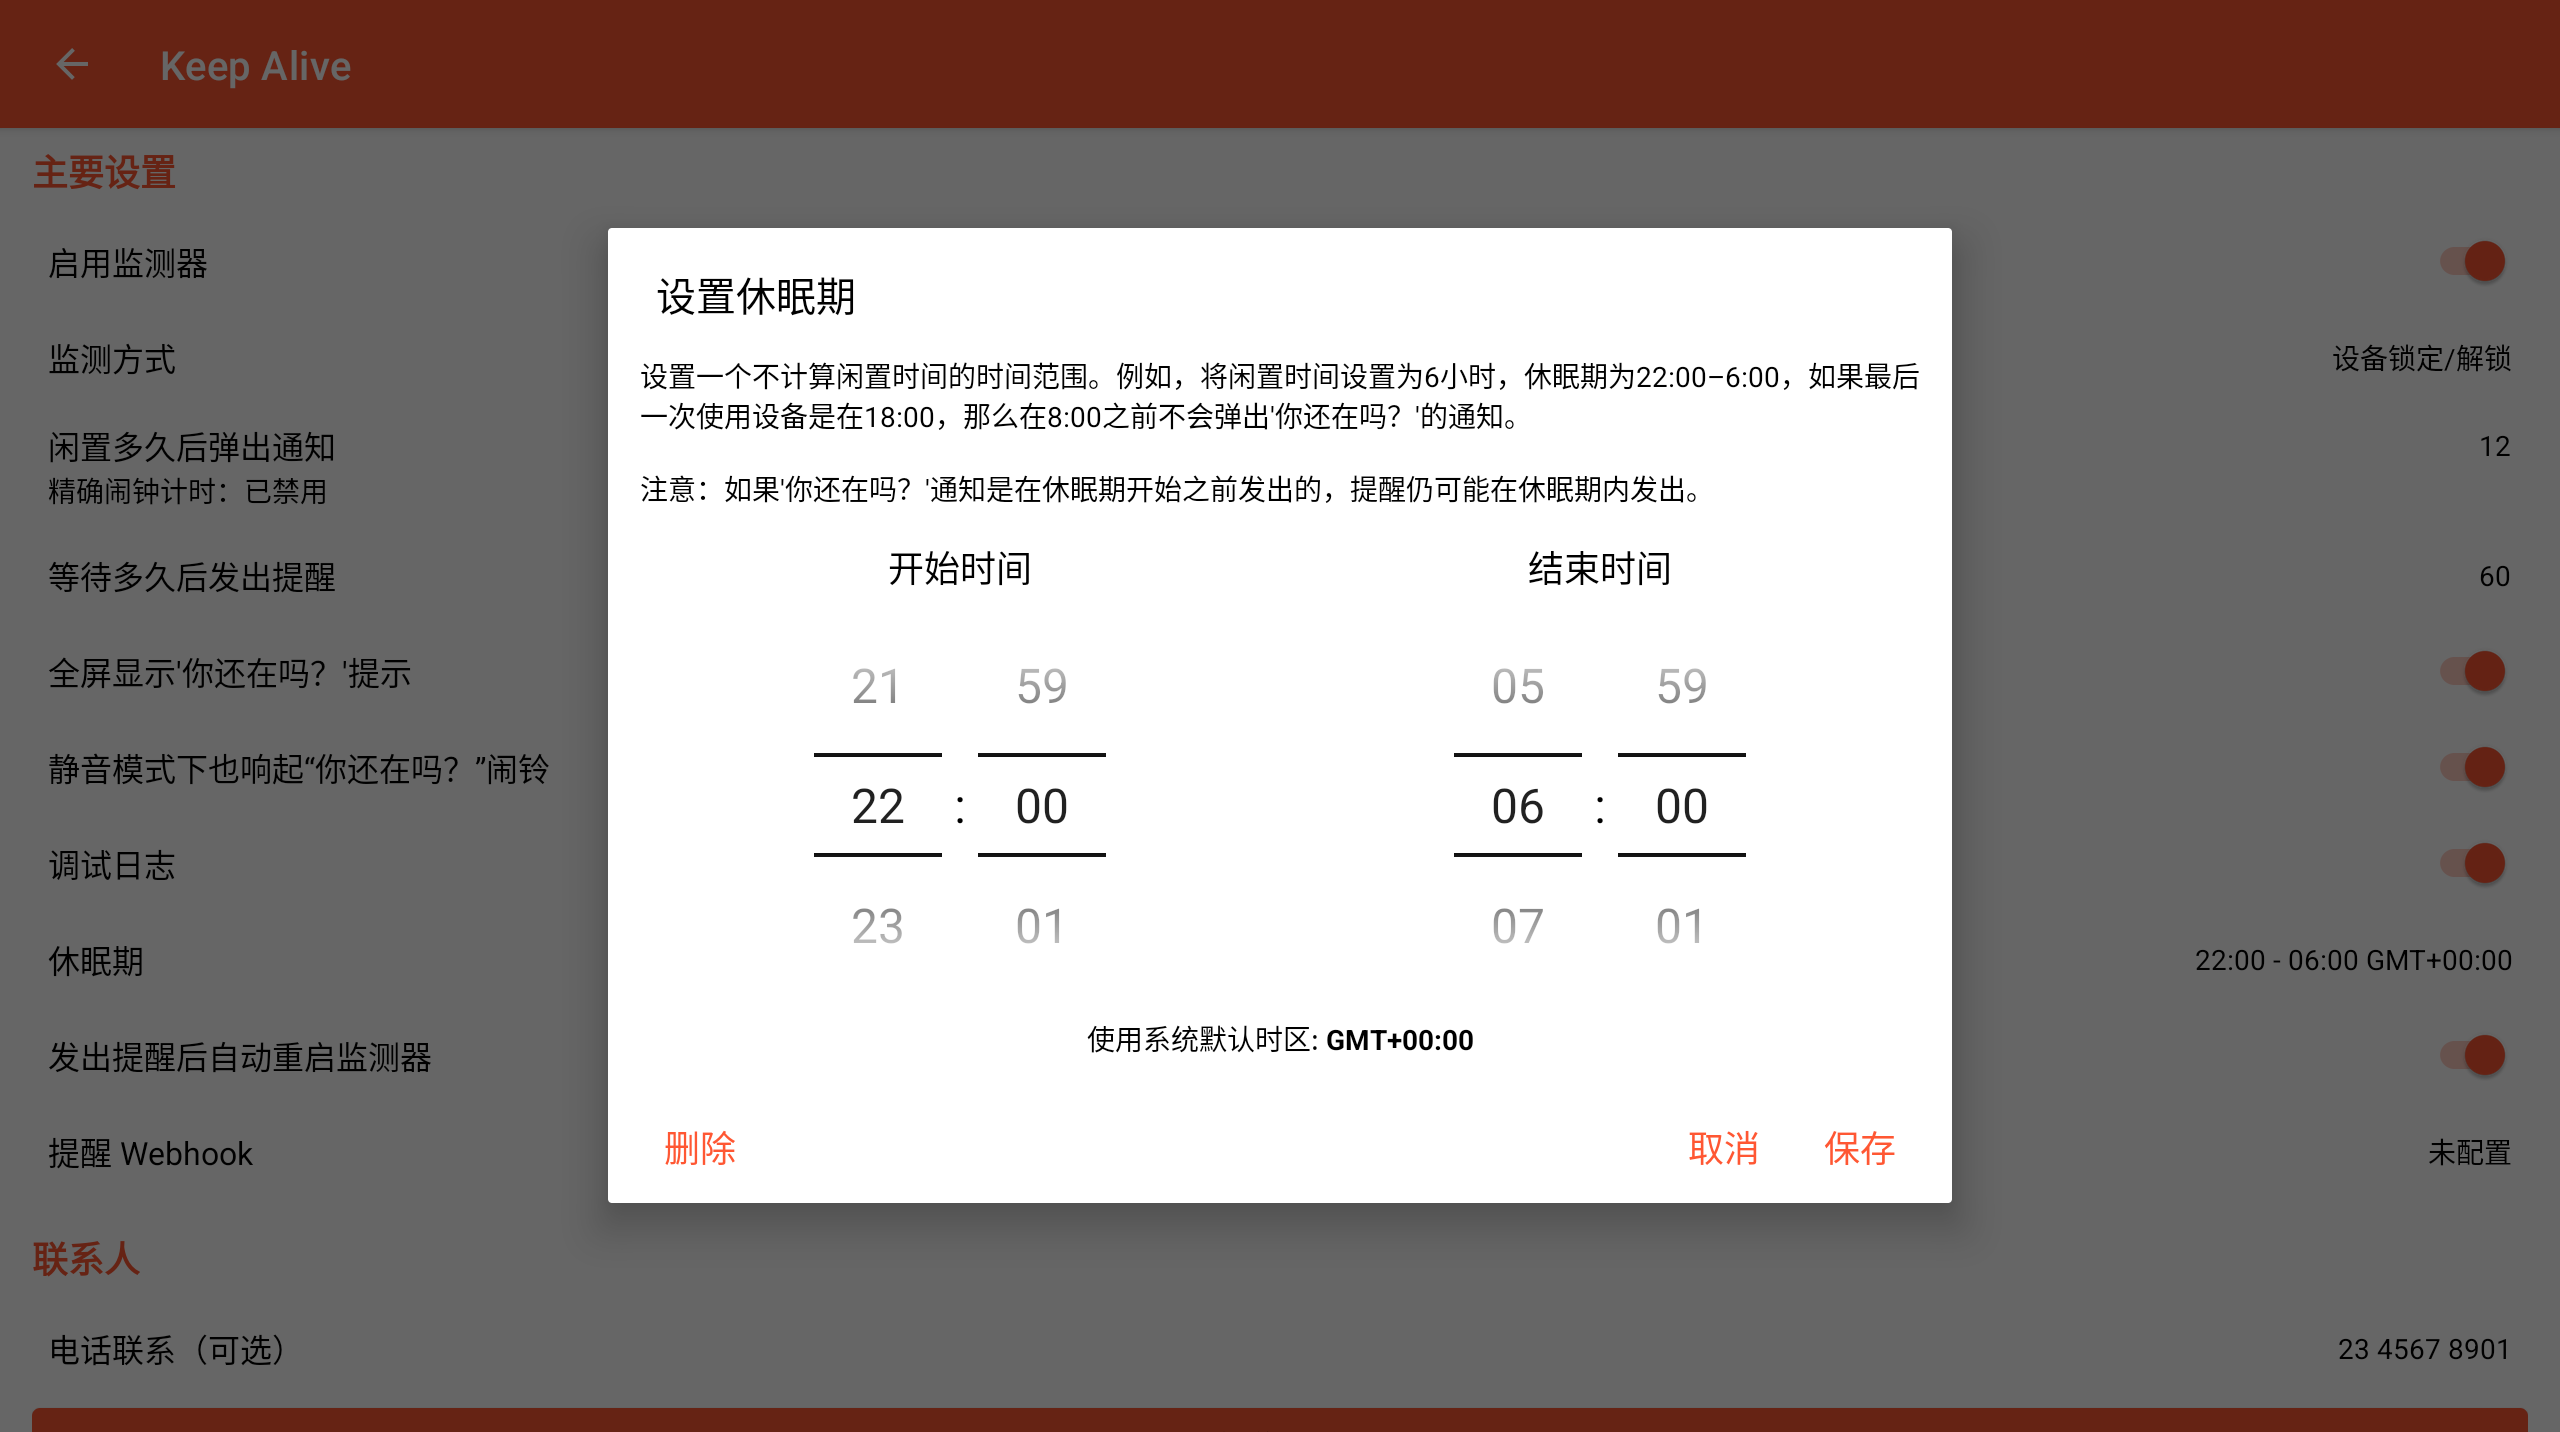 Keep Alive
主要设置
启用监测器
监测方式
设备锁定/解锁
闲置多久后弹出通知
12
精确闹钟计时：已禁用
等待多久后发出提醒
60
全屏显示'你还在吗？'提示
静音模式下也响起“你还在吗？”闹铃
调试日志
休眠期
22:00 - 06:00 GMT+00:00
发出提醒后自动重启监测器
提醒 Webhook
未配置
联系人
电话联系（可选）
23 4567 8901
设置休眠期
设置一个不计算闲置时间的时间范围。例如，将闲置时间设置为6小时，休眠期为22:00–6:00，如果最后
一次使用设备是在18:00，那么在8:00之前不会弹出'你还在吗？'的通知。
注意：如果'你还在吗？'通知是在休眠期开始之前发出的，提醒仍可能在休眠期内发出。
开始时间 结束时间
21 59 05 59
22 : 00 06 : 00
23 01 07 01
使用系统默认时区: GMT+00:00
删除 取消 保存